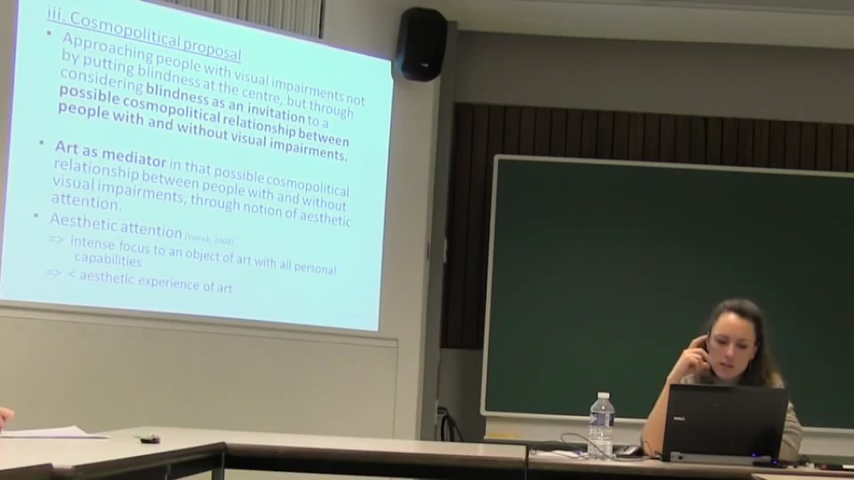 iii. Cosmopolitical proposal
• Approaching people with visual impairments not
by putting blindness at the centre, but through
considering blindness as an invitation to a
possible cosmopolitical relationship between
people with and without visual impairments.
• Art as mediator in that possible cosmopolitical
relationship between people with and without
visual impairments, through notion of aesthetic
attention.
• Aesthetic attention
=> intense focus to an object of art with all personal
capabilities
=> < aesthetic experience of art
DELL